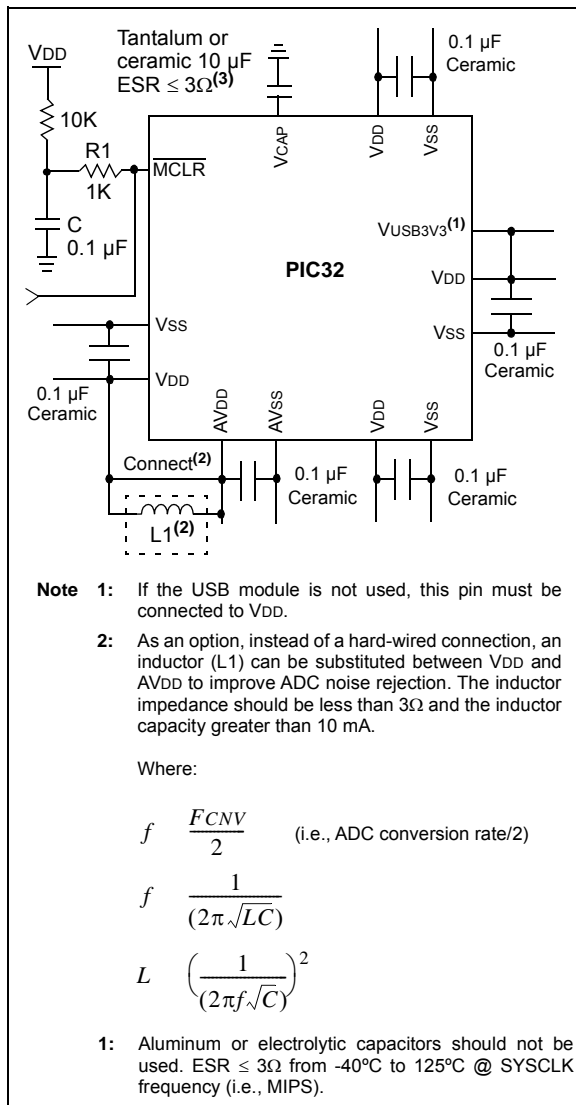 VDD
Tantalum or
ceramic 10 µF
ESR ≤ 3Ω(3)
0.1 µF
Ceramic
10K
R1
1K
MCLR
VCAP
VDD
VSS
C
0.1 µF
VUSB3V3(1)
PIC32
VDD
VSS
VSS
0.1 µF
Ceramic
VDD
0.1 µF
Ceramic
AVDD
AVSS
VDD
VSS
Connect(2)
0.1 µF
Ceramic
0.1 µF
Ceramic
L1(2)
Note 1: If the USB module is not used, this pin must be
connected to VDD.
2: As an option, instead of a hard-wired connection, an
inductor (L1) can be substituted between VDD and
AVDD to improve ADC noise rejection. The inductor
impedance should be less than 3Ω and the inductor
capacity greater than 10 mA.
Where:
f FCNV/2 (i.e., ADC conversion rate/2)
f 1/(2π√LC)
L (1/(2πf√C))²
1: Aluminum or electrolytic capacitors should not be
used. ESR ≤ 3Ω from -40ºC to 125ºC @ SYSCLK
frequency (i.e., MIPS).